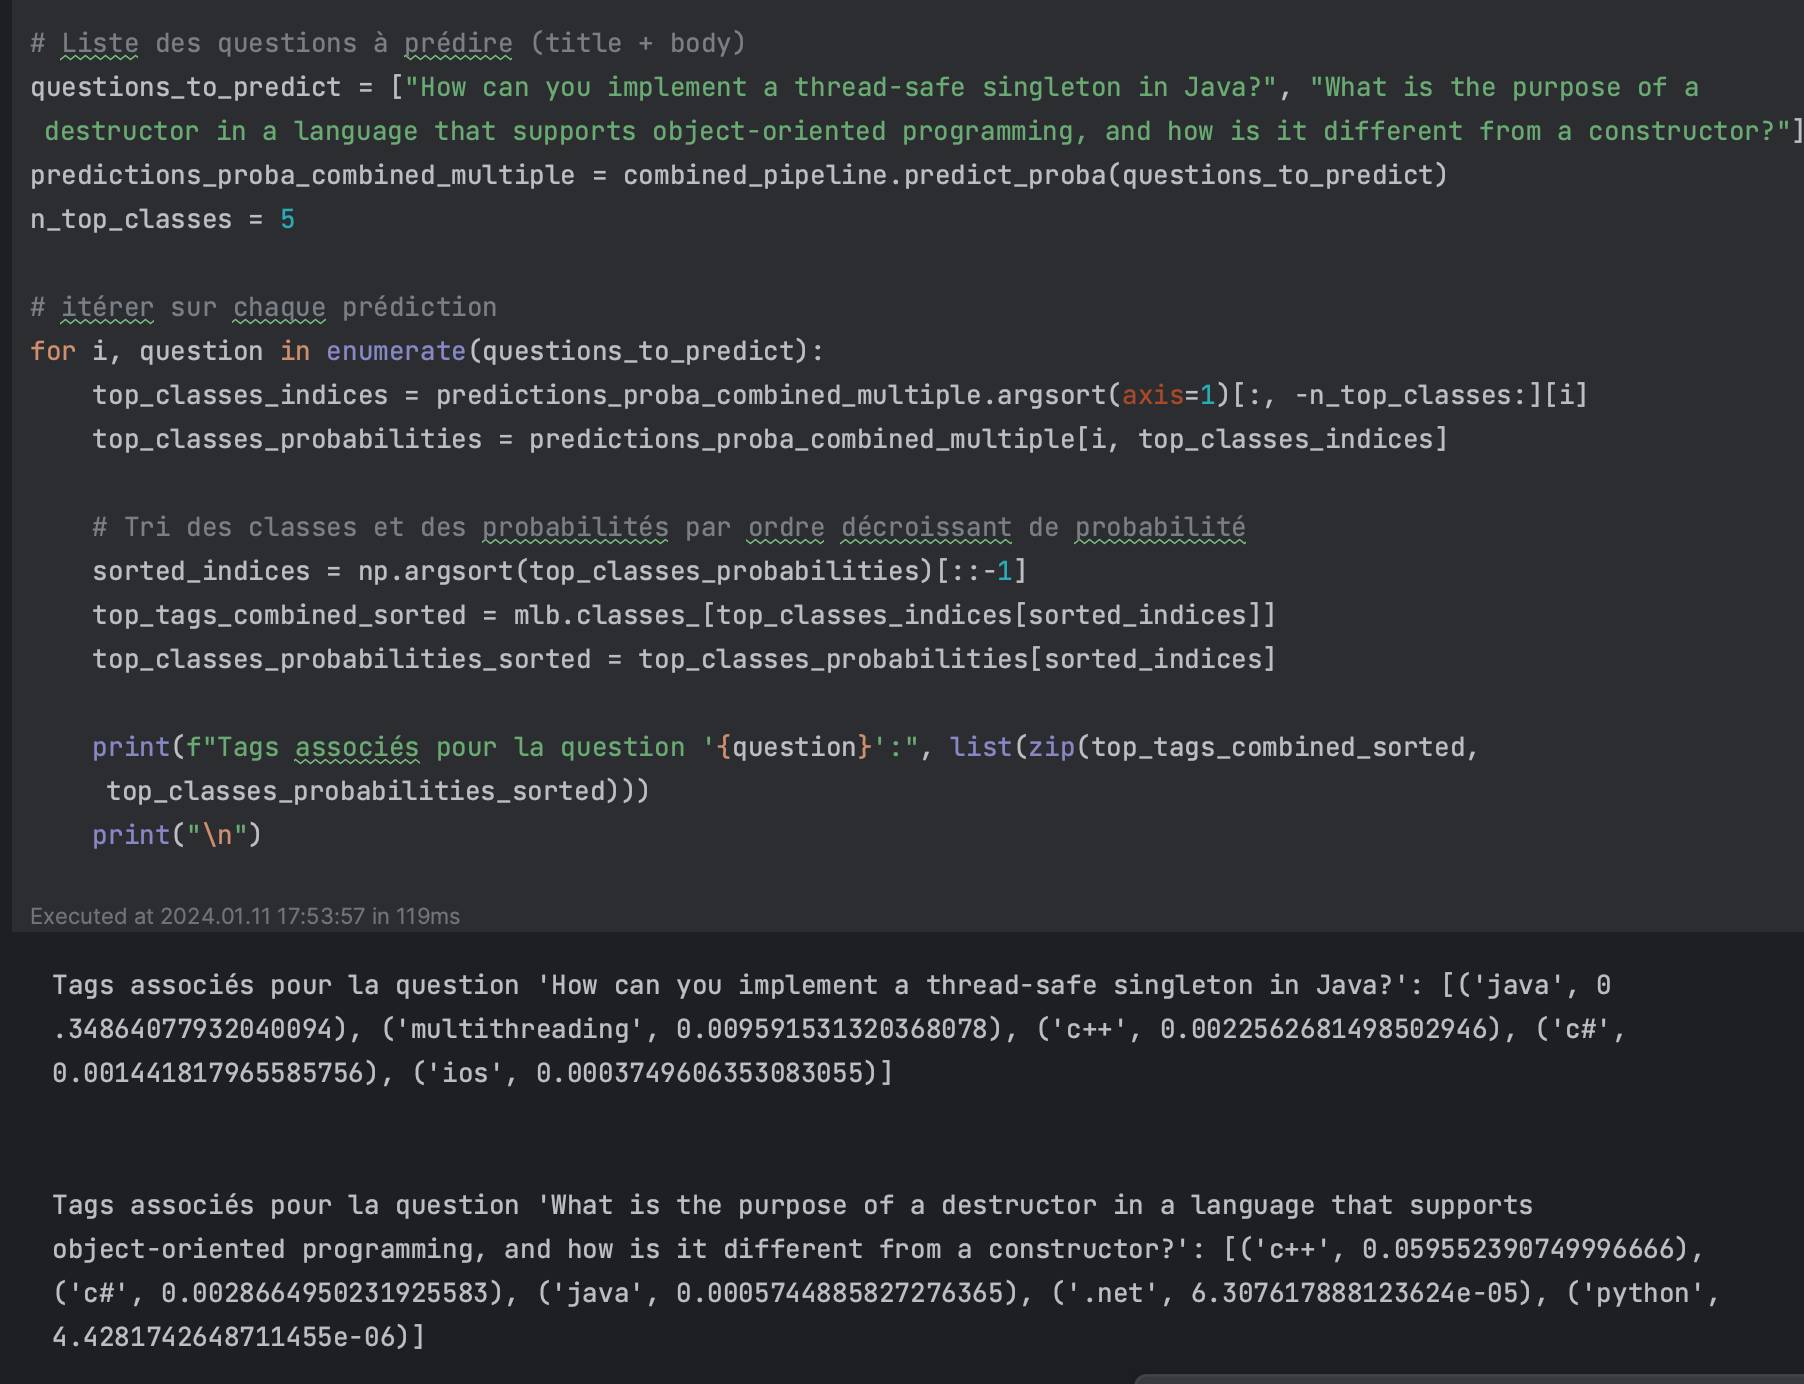 # Liste des questions à prédire (title + body)
questions_to_predict = ["How can you implement a thread-safe singleton in Java?", "What is the purpose of a
destructor in a language that supports object-oriented programming, and how is it different from a constructor?"]
predictions_proba_combined_multiple = combined_pipeline.predict_proba(questions_to_predict)
n_top_classes = 5
# itérer sur chaque prédiction
for i, question in enumerate(questions_to_predict):
top_classes_indices = predictions_proba_combined_multiple.argsort(axis=1)[:, -n_top_classes:][i]
top_classes_probabilities = predictions_proba_combined_multiple[i, top_classes_indices]
# Tri des classes et des probabilités par ordre décroissant de probabilité
sorted_indices = np.argsort(top_classes_probabilities)[::-1]
top_tags_combined_sorted = mlb.classes_[top_classes_indices[sorted_indices]]
top_classes_probabilities_sorted = top_classes_probabilities[sorted_indices]
print(f"Tags associés pour la question '{question}':", list(zip(top_tags_combined_sorted,
top_classes_probabilities_sorted)))
print("\n")
Executed at 2024.01.11 17:53:57 in 119ms
Tags associés pour la question 'How can you implement a thread-safe singleton in Java?': [('java', 0
.34864077932040094), ('multithreading', 0.009591531320368078), ('c++', 0.0022562681498502946), ('c#',
0.001441817965585756), ('ios', 0.0003749606353083055)]
Tags associés pour la question 'What is the purpose of a destructor in a language that supports
object-oriented programming, and how is it different from a constructor?': [('c++', 0.059552390749996666),
('c#', 0.0028664950231925583), ('java', 0.0005744885827276365), ('.net', 6.307617888123624e-05), ('python',
4.4281742648711455e-06)]